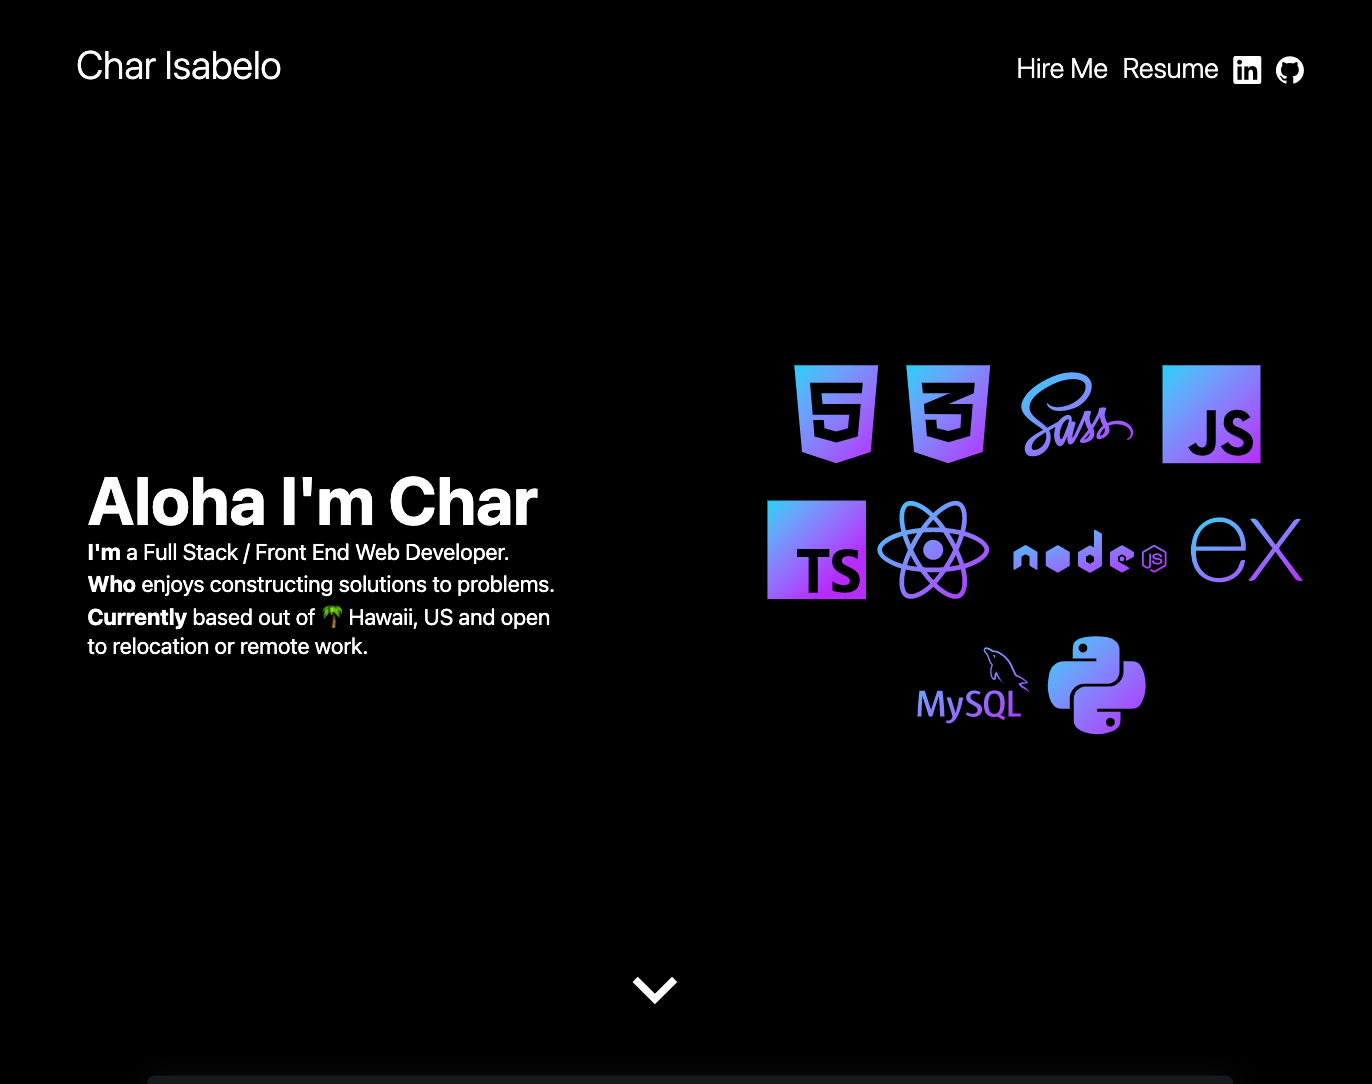 Char Isabelo
Hire Me Resume in
Aloha I'm Char
I'm a Full Stack / Front End Web Developer.
Who enjoys constructing solutions to problems.
Currently based out of 🌴 Hawaii, US and open
to relocation or remote work.
5 3 Sass JS
TS node JS ex
MySQL